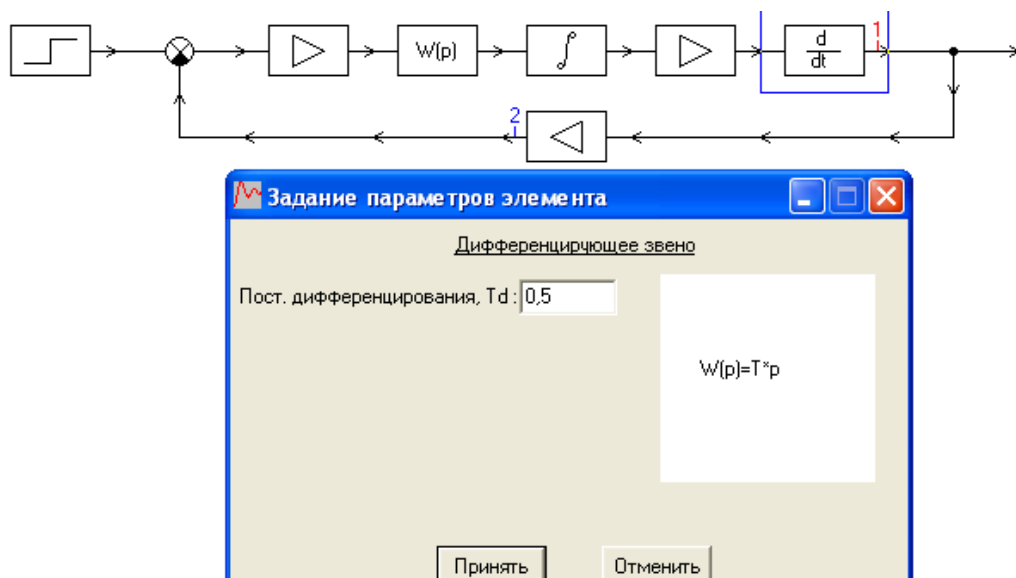 1
W(p)
d
dt
2
Задание параметров элемента
Дифференцирующее звено
Пост. дифференцирования, Td : 0,5
W(p)=T*p
Принять
Отменить